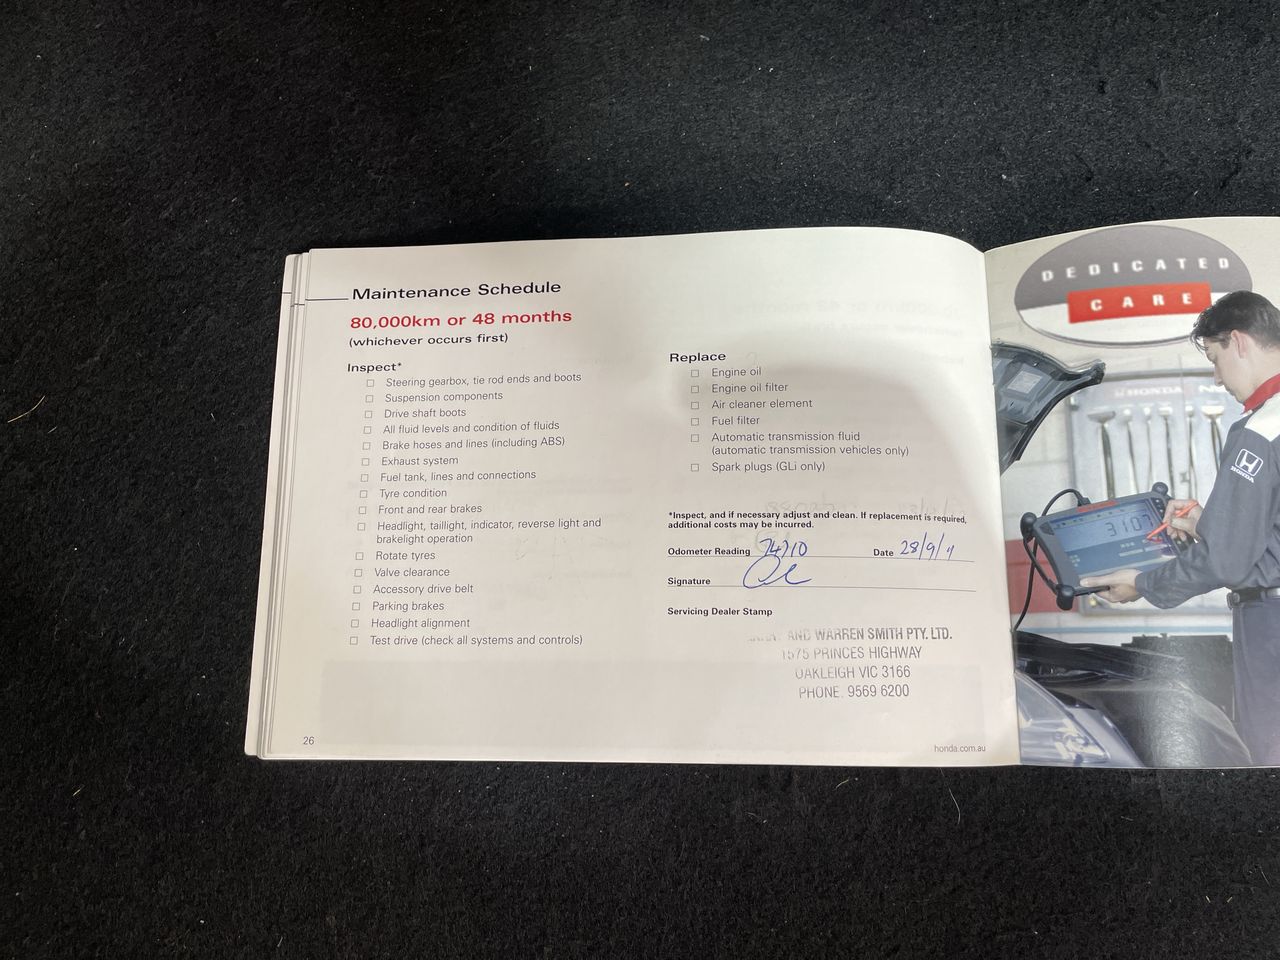 Maintenance Schedule
80,000km or 48 months
(whichever occurs first)
Inspect*
Steering gearbox, tie rod ends and boots
Suspension components
Drive shaft boots
All fluid levels and condition of fluids
Brake hoses and lines (including ABS)
Exhaust system
Fuel tank, lines and connections
Tyre condition
Front and rear brakes
Headlight, taillight, indicator, reverse light and
brakelight operation
Rotate tyres
Valve clearance
Accessory drive belt
Parking brakes
Headlight alignment
Test drive (check all systems and controls)
26
Replace
Engine oil
Engine oil filter
Air cleaner element
Fuel filter
Automatic transmission fluid
(automatic transmission vehicles only)
Spark plugs (GLi only)
*Inspect, and if necessary adjust and clean. If replacement is required,
additional costs may be incurred.
Odometer Reading Date 28/9/
Signature
Servicing Dealer Stamp
AND WARREN SMITH PTY. LTD.
1575 PRINCES HIGHWAY
OAKLEIGH VIC 3166
PHONE. 9569 6200
honda.com.au
DEDICATED
CARE
HONDA
HONDA
3107